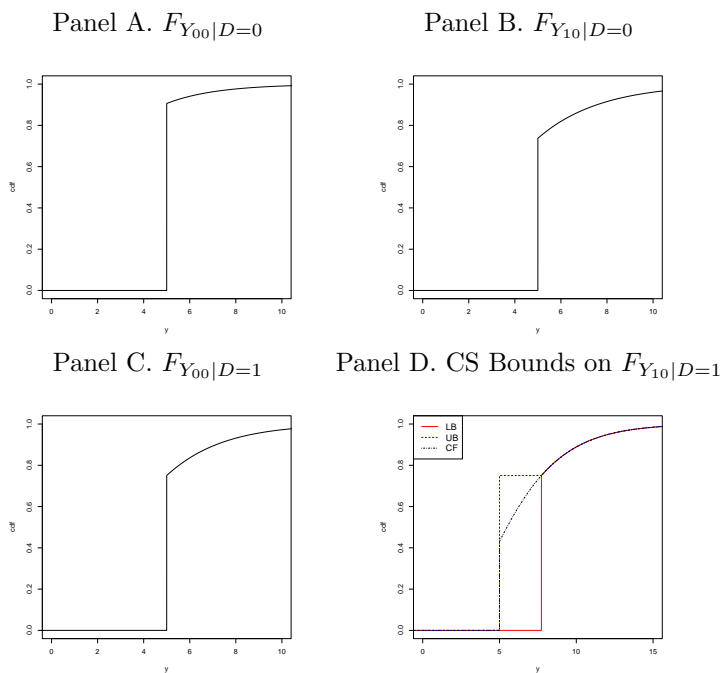 Panel A. F_{Y_{00}|D=0}
Panel B. F_{Y_{10}|D=0}
cdf
1.0
0.8
0.6
0.4
0.2
0.0
0 2 4 6 8 10
y
cdf
1.0
0.8
0.6
0.4
0.2
0.0
0 2 4 6 8 10
y
Panel C. F_{Y_{00}|D=1}
Panel D. CS Bounds on F_{Y_{10}|D=1}
cdf
1.0
0.8
0.6
0.4
0.2
0.0
0 2 4 6 8 10
y
LB
UB
CF
cdf
1.0
0.8
0.6
0.4
0.2
0.0
0 5 10 15
y